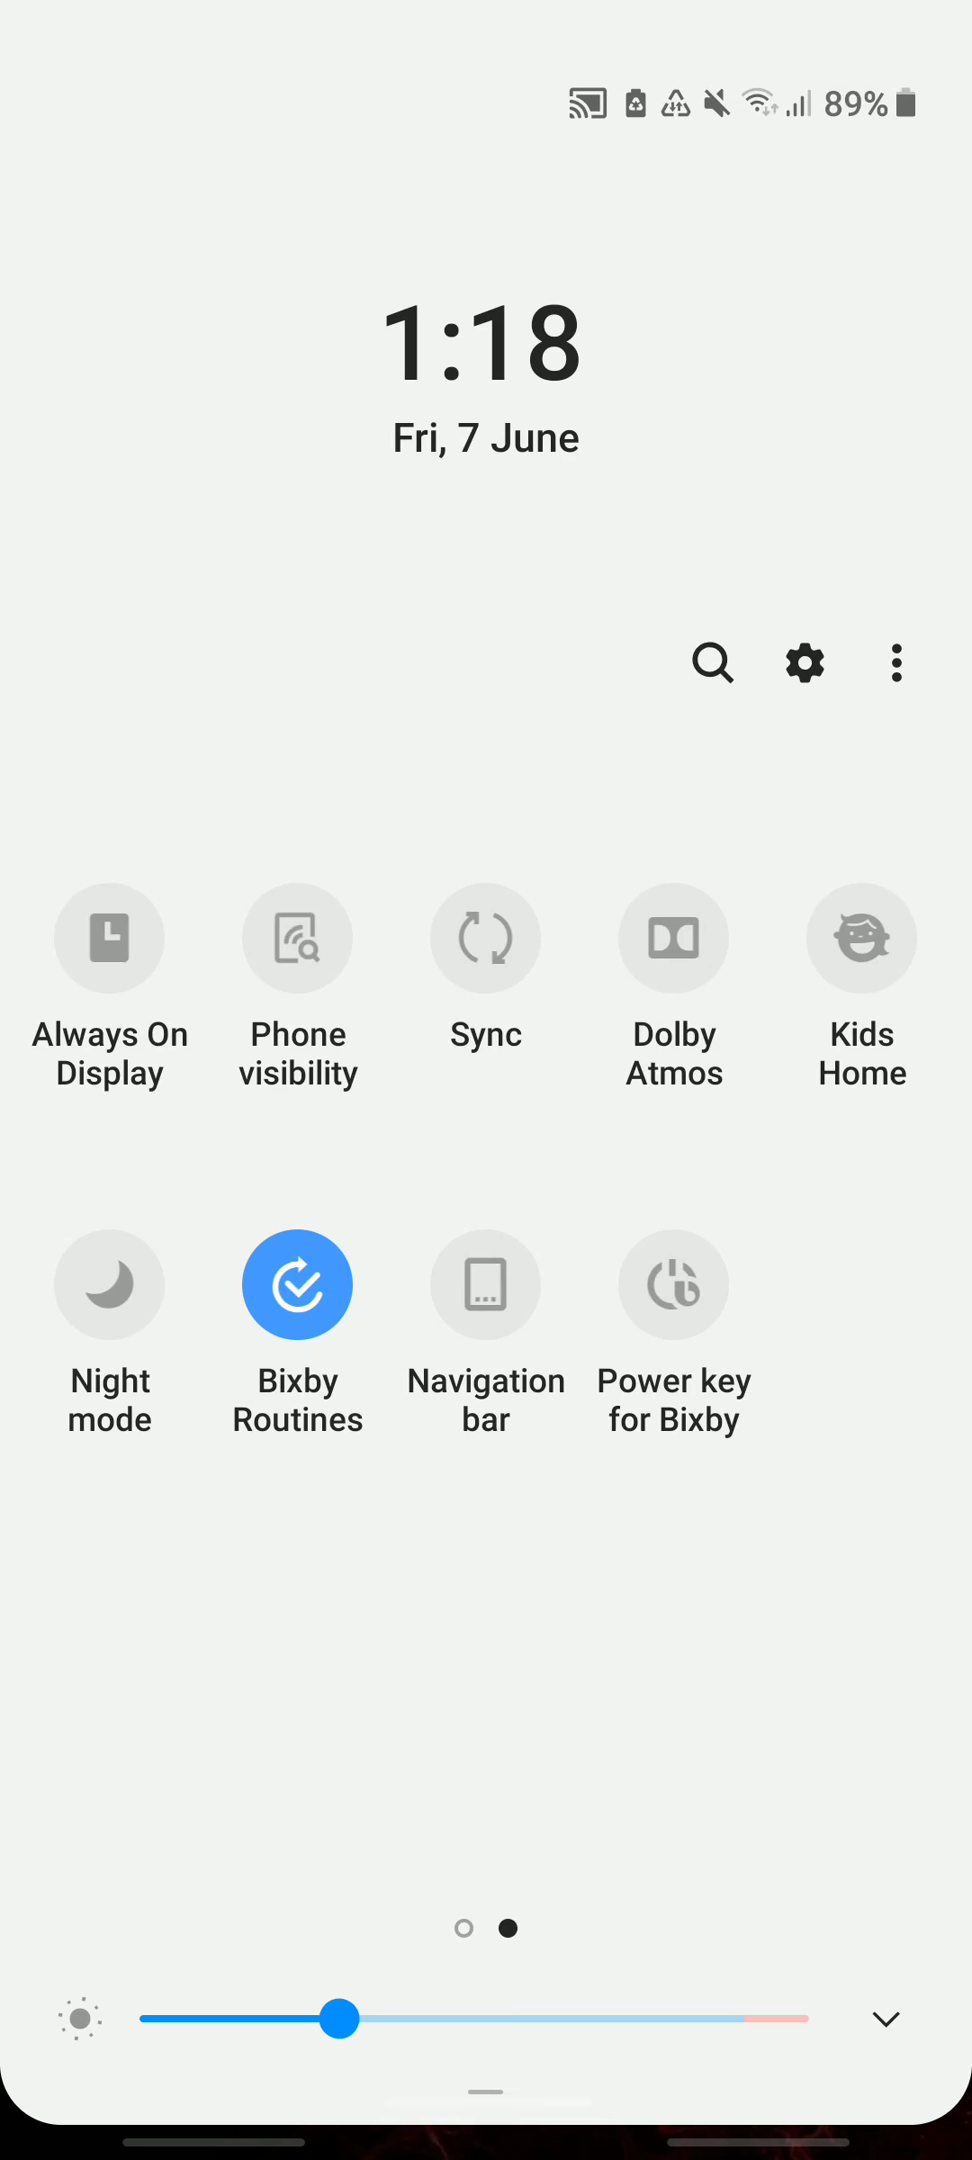 89%
1:18
Fri, 7 June
Always On
Display
Phone
visibility
Sync
Dolby
Atmos
Kids
Home
Night
mode
Bixby
Routines
Navigation
bar
Power key
for Bixby